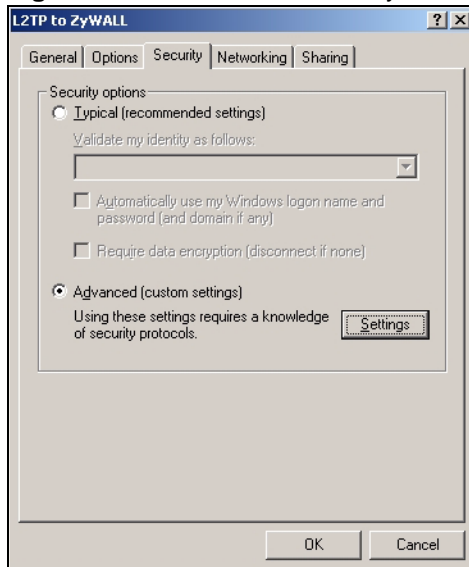 L2TP to ZyWALL
General Options Security Networking Sharing
Security options
Typical (recommended settings)
Validate my identity as follows:
Automatically use my Windows logon name and
password (and domain if any)
Require data encryption (disconnect if none)
Advanced (custom settings)
Using these settings requires a knowledge
of security protocols.
Settings
OK Cancel